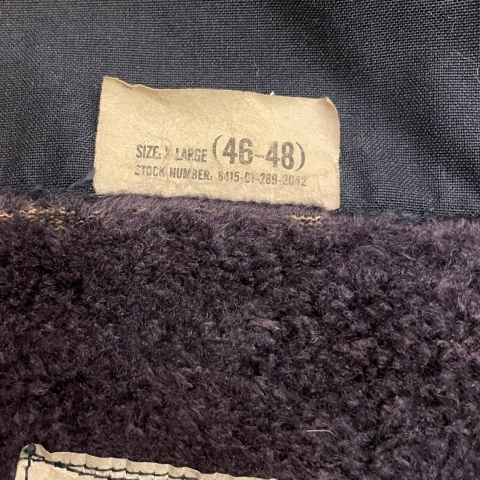 SIZE: X LARGE (46-48)
STOCK NUMBER: 8415-01-289-2042